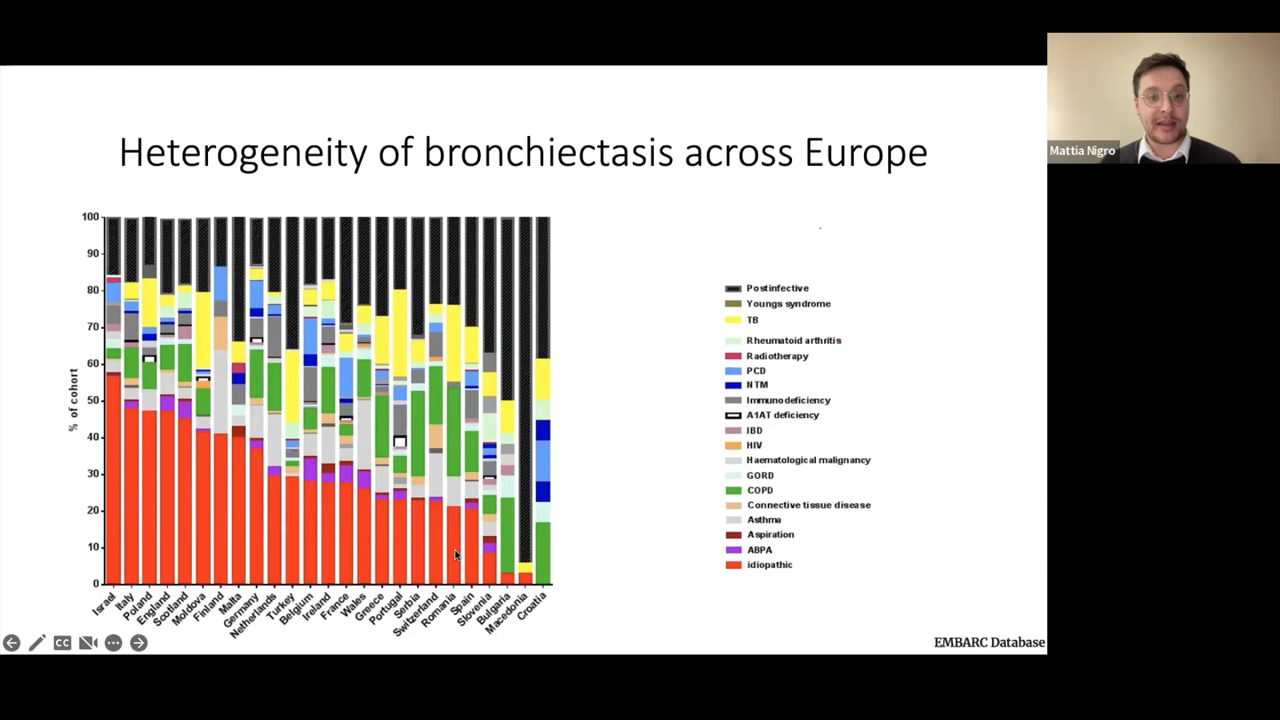 Mattia Nigro
Heterogeneity of bronchiectasis across Europe
100
90
80
70
60
50
40
30
20
10
0
% of cohort
Israel
Italy
Poland
England
Scotland
Moldova
Finland
Malta
Germany
Netherlands
Turkey
Belgium
Ireland
France
Wales
Greece
Portugal
Serbia
Switzerland
Romania
Spain
Slovenia
Bulgaria
Macedonia
Croatia
Postinfective
Youngs syndrome
TB
Rheumatoid arthritis
Radiotherapy
PCD
NTM
Immunodeficiency
A1AT deficiency
IBD
HIV
Haematological malignancy
GORD
COPD
Connective tissue disease
Asthma
Aspiration
ABPA
idiopathic
CC
EMBARC Database